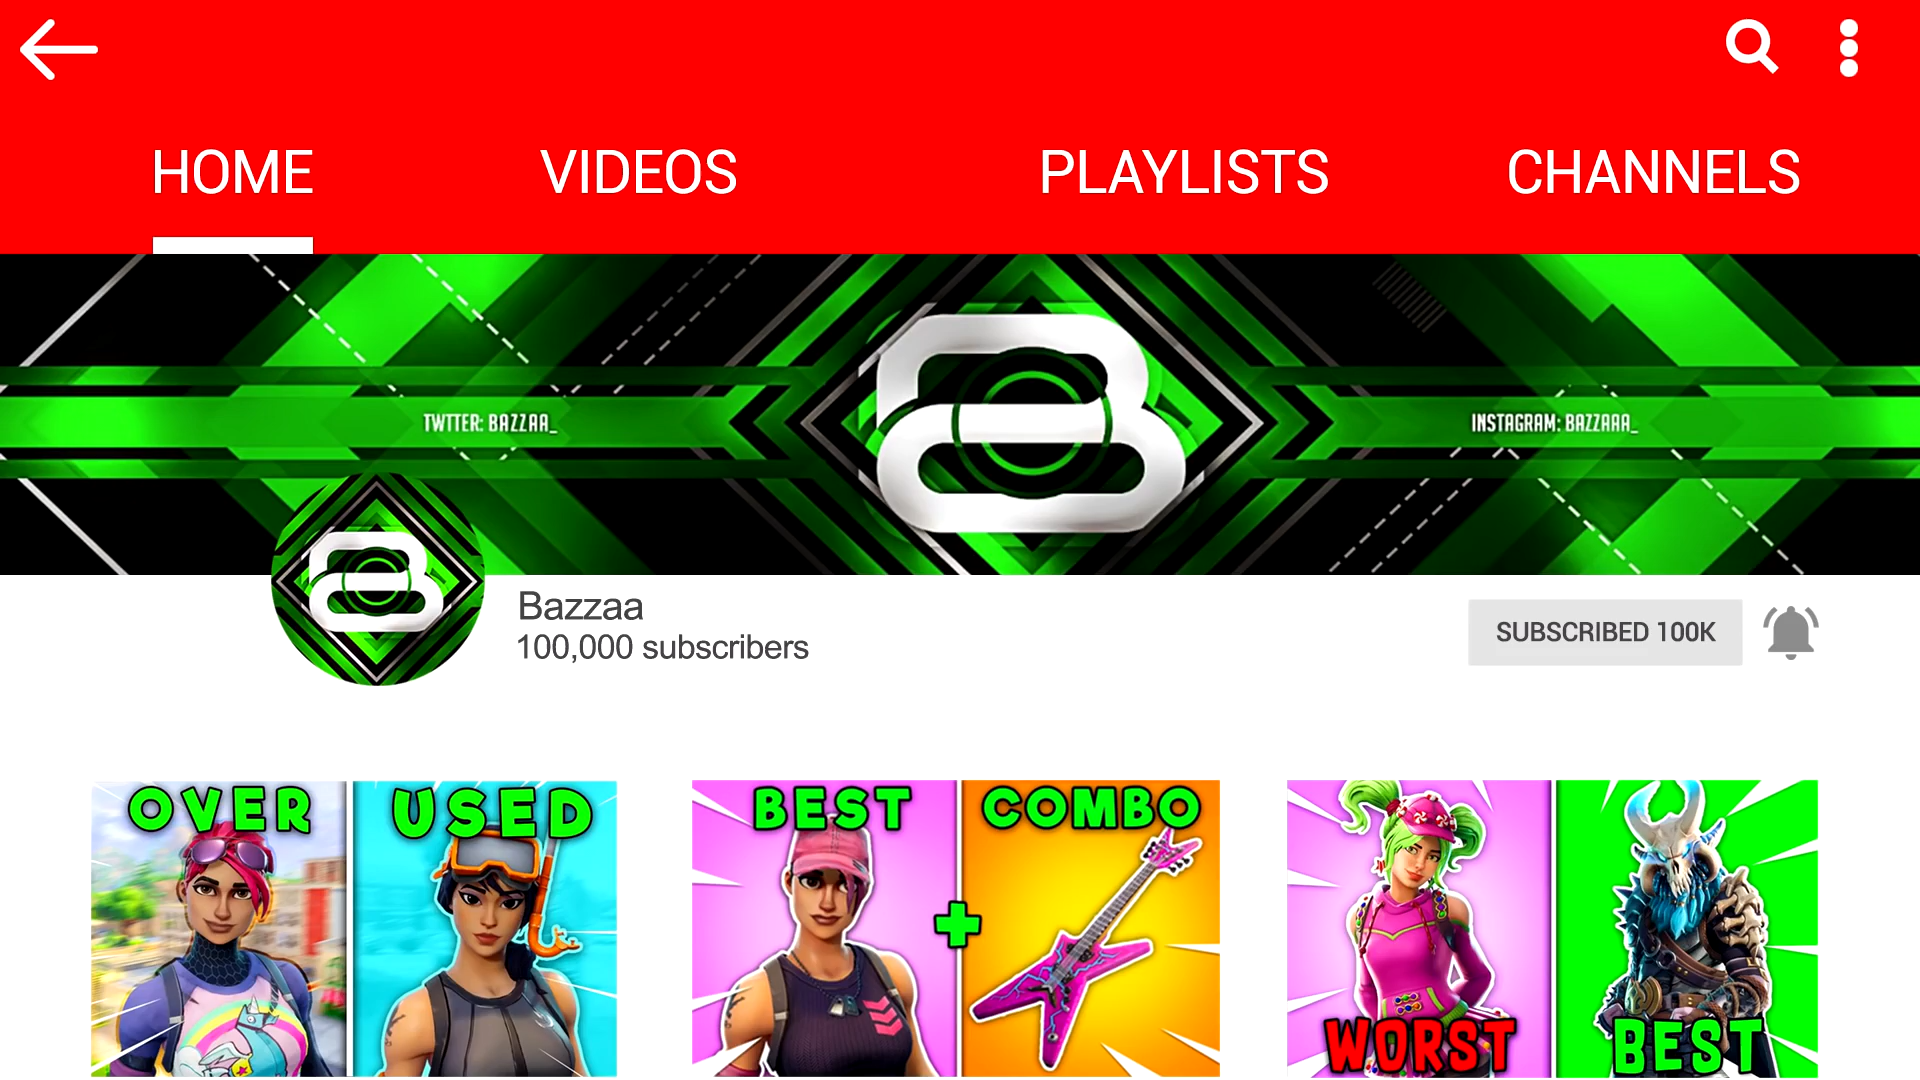 HOME VIDEOS PLAYLISTS CHANNELS
TWTTER: BAZZAA_ INSTAGRAM: BAZZAAA_
Bazzaa
100,000 subscribers
SUBSCRIBED 100K
OVER USED
BEST COMBO
WORST BEST